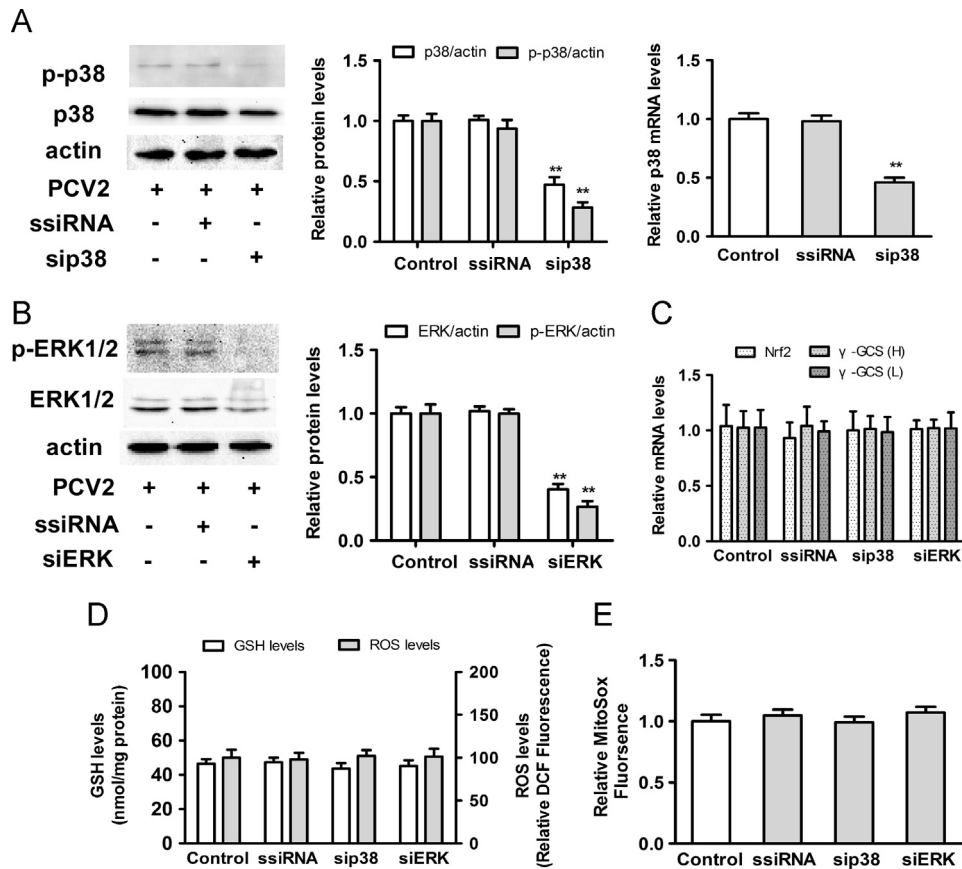 A
p-p38
p38
actin
PCV2 + + +
ssiRNA - + -
sip38 - - +
p38/actin p-p38/actin
Relative protein levels
1.5
1.0
0.5
0.0
** **
Control ssiRNA sip38
Relative p38 mRNA levels
1.5
1.0
0.5
0.0
**
Control ssiRNA sip38
B
p-ERK1/2
ERK1/2
actin
PCV2 + + +
ssiRNA - + -
siERK - - +
ERK/actin p-ERK/actin
Relative protein levels
1.5
1.0
0.5
0.0
** **
Control ssiRNA siERK
C
Nrf2 γ -GCS (H)
γ -GCS (L)
Relative mRNA levels
1.5
1.0
0.5
0.0
Control ssiRNA sip38 siERK
D
GSH levels ROS levels
GSH levels
(nmol/mg protein)
100
80
60
40
20
0
200
150
100
50
0
ROS levels
(Relative DCF Fluorescence)
Control ssiRNA sip38 siERK
E
Relative MitoSox
Fluorsence
1.5
1.0
0.5
0.0
Control ssiRNA sip38 siERK